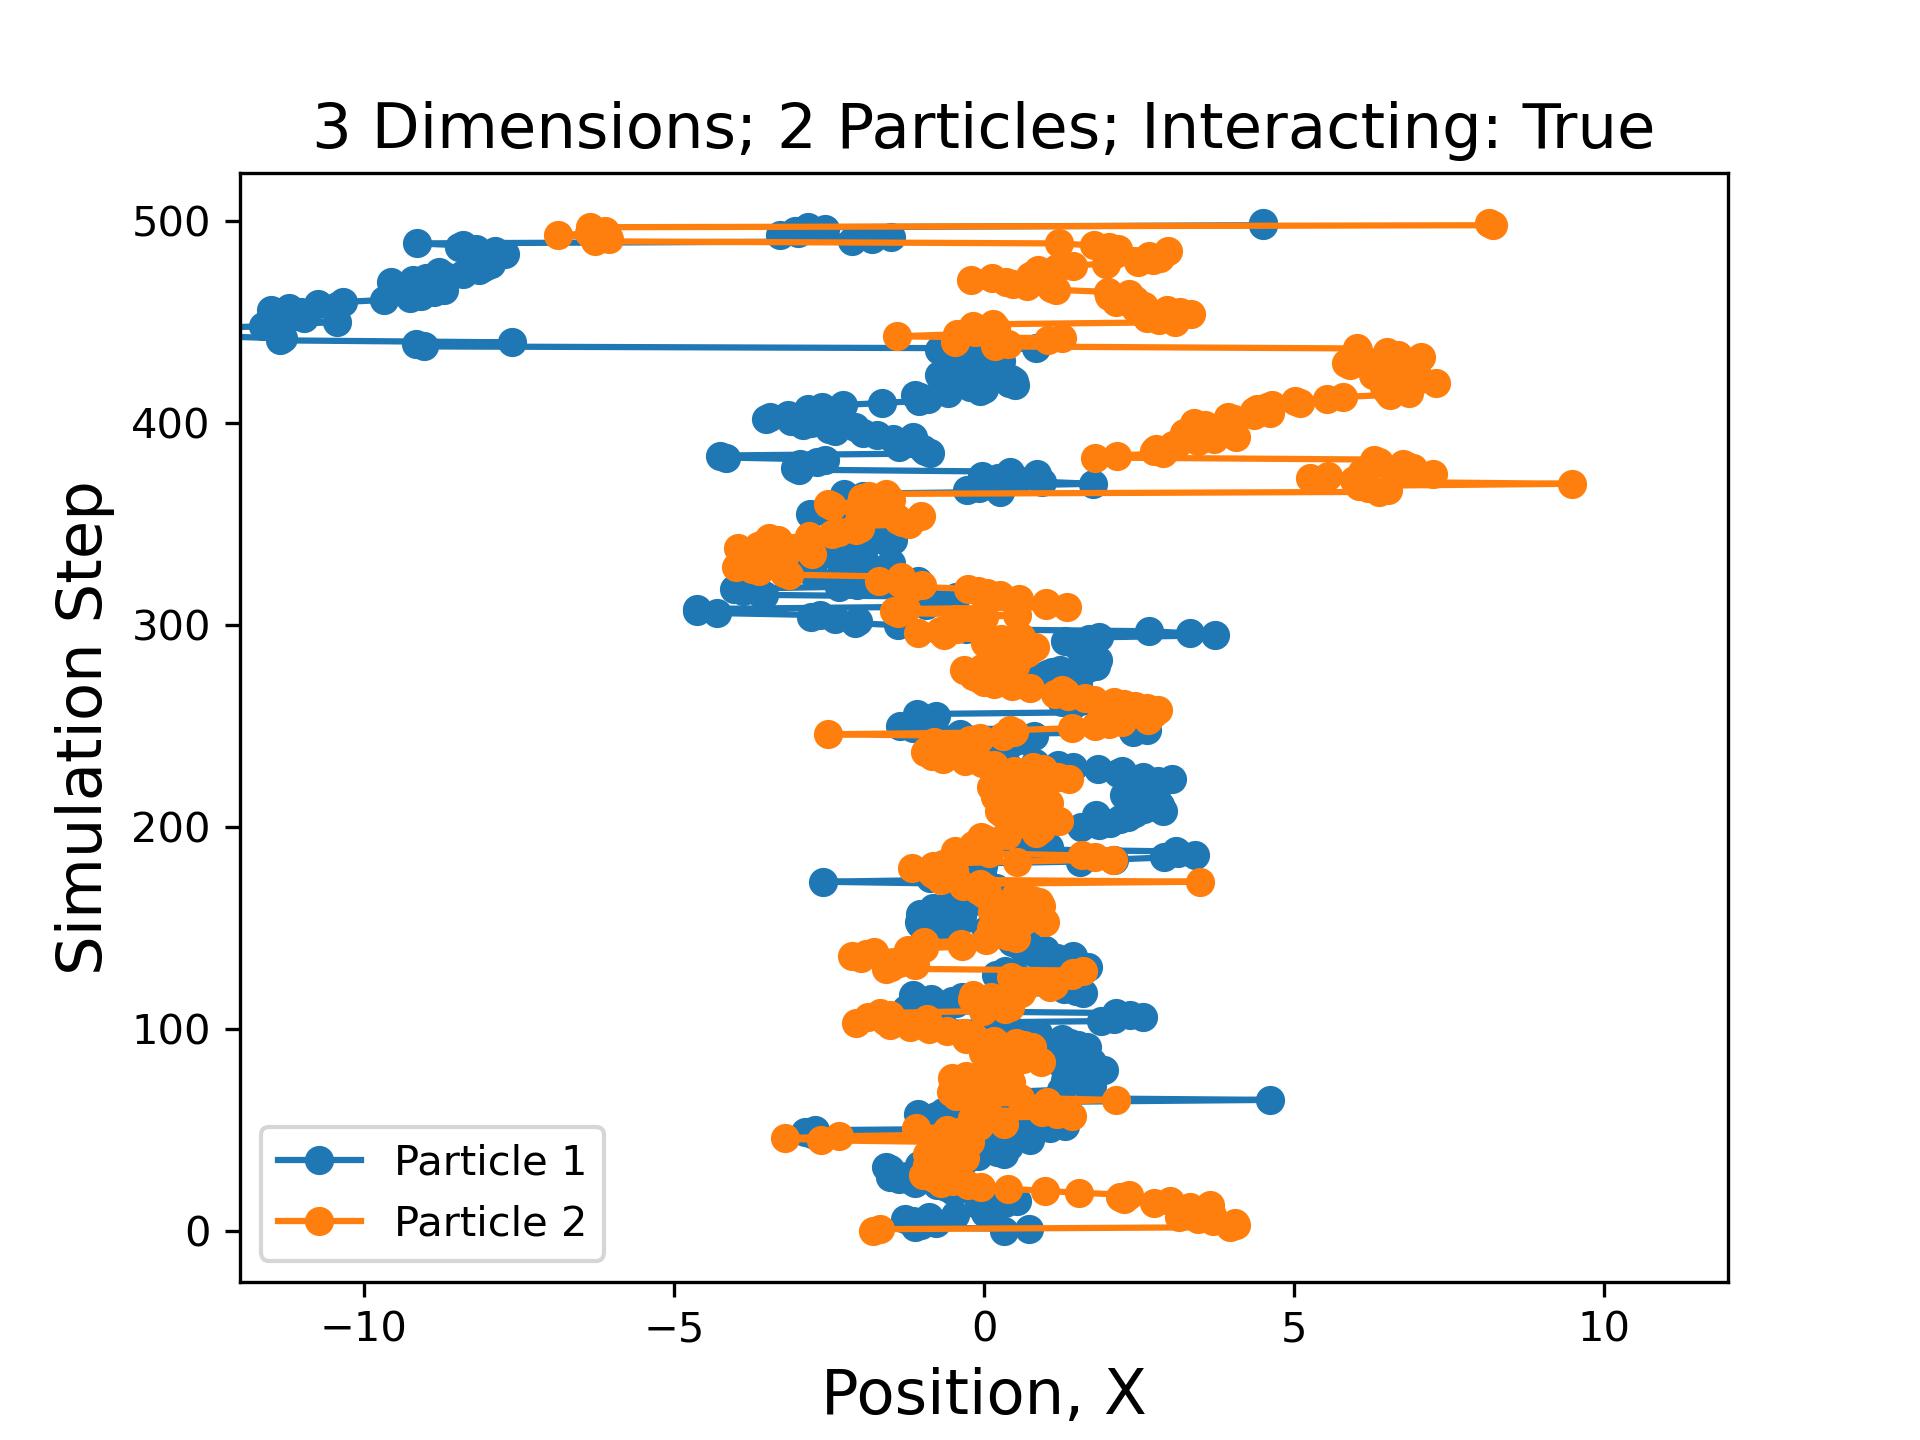 3 Dimensions; 2 Particles; Interacting: True
Simulation Step
500
400
300
200
100
0
Particle 1
Particle 2
−10
−5
0
5
10
Position, X